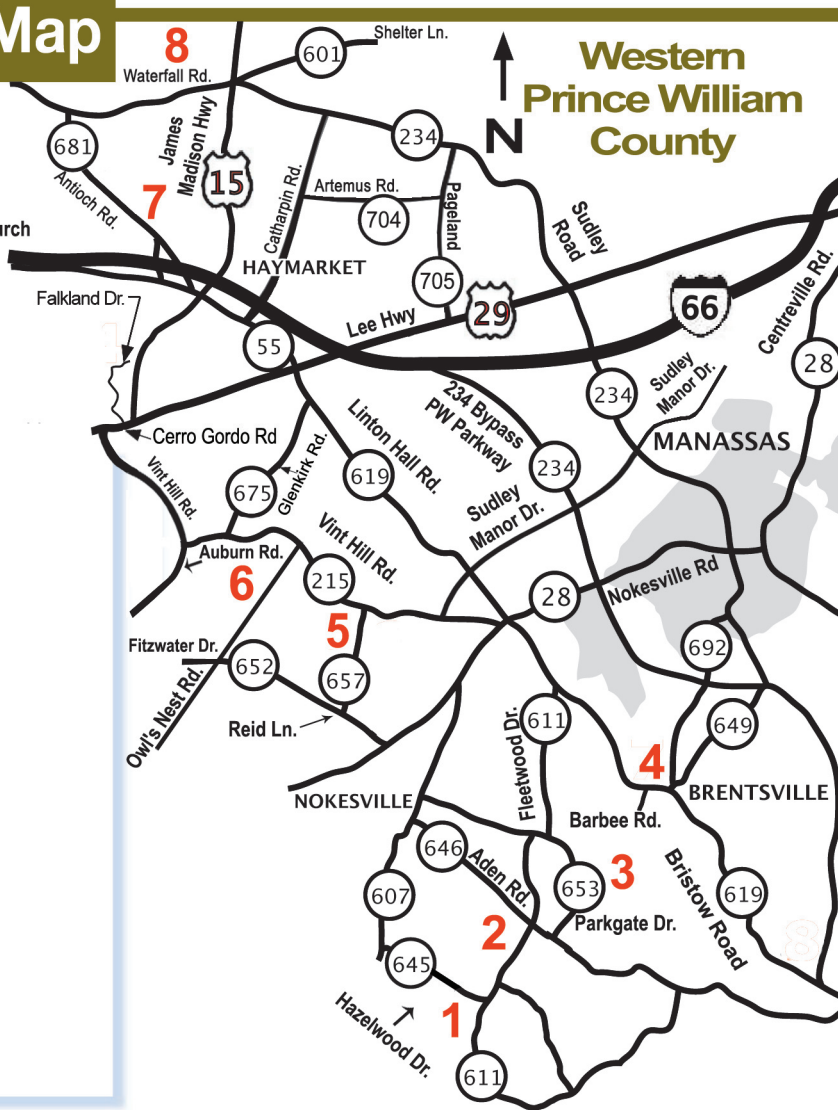 Map
8
601
Shelter Ln.
Western
Prince William
County
Waterfall Rd.
N
681
James
Madison Hwy
234
15
Antioch Rd.
7
Catharpin Rd.
Artemus Rd.
704
Pageland
Sudley
Road
urch
HAYMARKET
705
Falkland Dr.
Lee Hwy
29
66
Centreville Rd.
55
28
234
Sudley
Manor Dr.
234 Bypass
PW Parkway
Linton Hall Rd.
Cerro Gordo Rd
MANASSAS
Vint Hill Rd.
675
Glenkirk Rd.
619
234
Sudley
Manor Dr.
Vint Hill Rd.
Auburn Rd.
6
215
28
Nokesville Rd
5
Fitzwater Dr.
652
657
692
Owl's Nest Rd.
Reid Ln.
611
649
Fleetwood Dr.
4
NOKESVILLE
BRENTSVILLE
Barbee Rd.
646
Aden Rd.
3
653
Bristow Road
619
607
Parkgate Dr.
2
8
645
Hazelwood Dr.
1
611